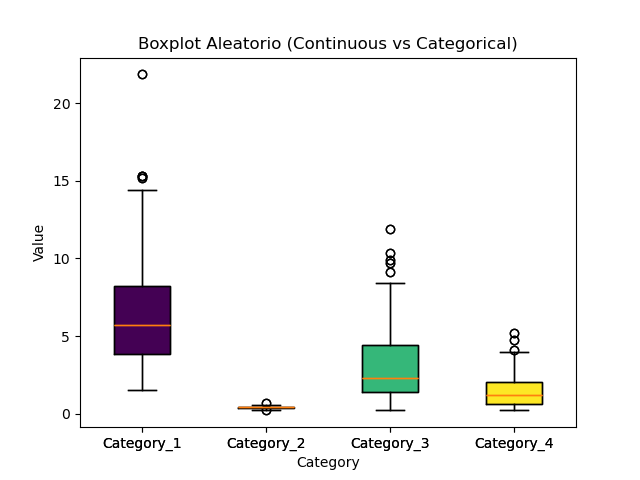 Boxplot Aleatorio (Continuous vs Categorical)
Value
20
15
10
5
0
Category_1 Category_2 Category_3 Category_4
Category